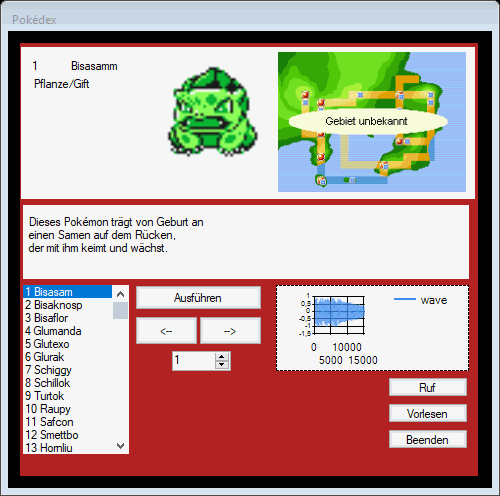 Pokédex
1 Bisasamm
Pflanze/Gift
Gebiet unbekannt
Dieses Pokémon trägt von Geburt an
einen Samen auf dem Rücken,
der mit ihm keimt und wächst.
1 Bisasam
2 Bisaknosp
3 Bisaflor
4 Glumanda
5 Glutexo
6 Glurak
7 Schiggy
8 Schillok
9 Turtok
10 Raupy
11 Safcon
12 Smettbo
13 Hornliu
Ausführen
<--
-->
1
1
0,5
0
-0,5
-1
-1,5
0 10000
5000 15000
wave
Ruf
Vorlesen
Beenden